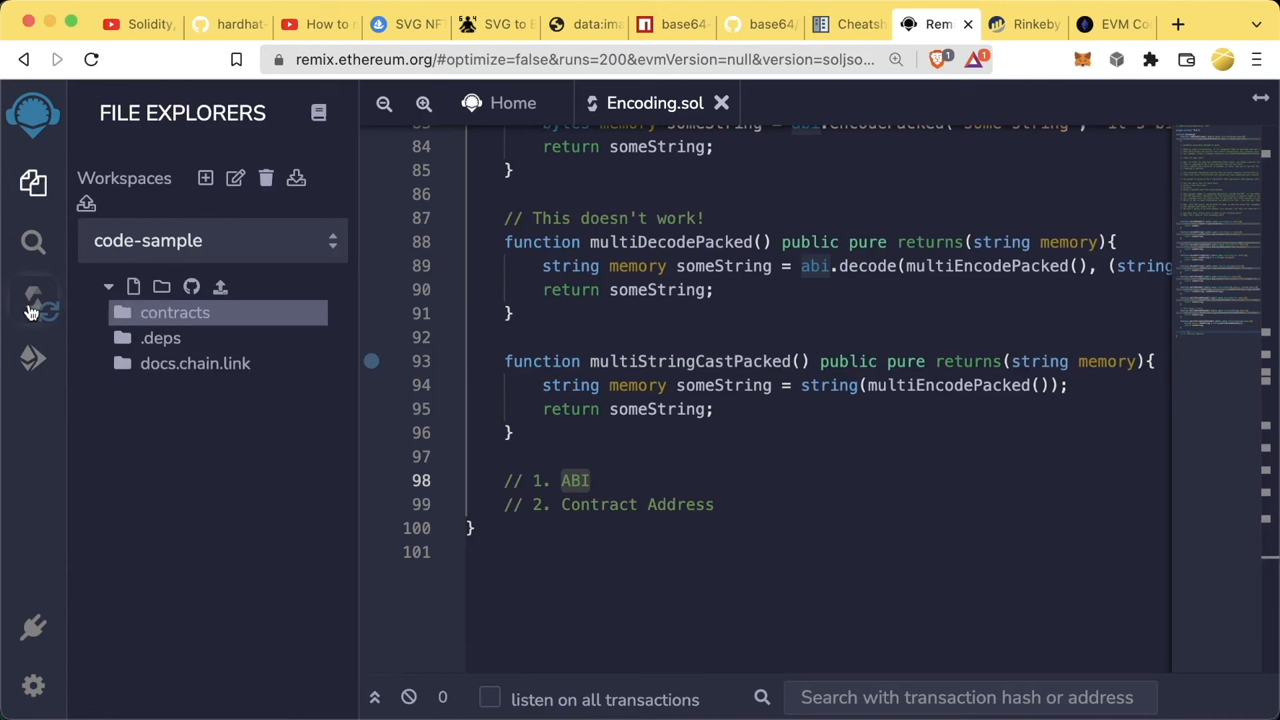 Solidity,
hardhat-
How to r
SVG NFT
SVG to B
data:ima
base64-
base64/
Cheatsh
Remi
Rinkeby
EVM Co
remix.ethereum.org/#optimize=false&runs=200&evmVersion=null&version=soljso...
1
1
FILE EXPLORERS
Home
Encoding.sol
Workspaces
code-sample
contracts
.deps
docs.chain.link
84 return someString;
85 }
86
87 // This doesn't work!
88 function multiDecodePacked() public pure returns(string memory){
89 string memory someString = abi.decode(multiEncodePacked(), (string
90 return someString;
91 }
92
93 function multiStringCastPacked() public pure returns(string memory){
94 string memory someString = string(multiEncodePacked());
95 return someString;
96 }
97
98 // 1. ABI
99 // 2. Contract Address
100 }
101
0
listen on all transactions
Search with transaction hash or address